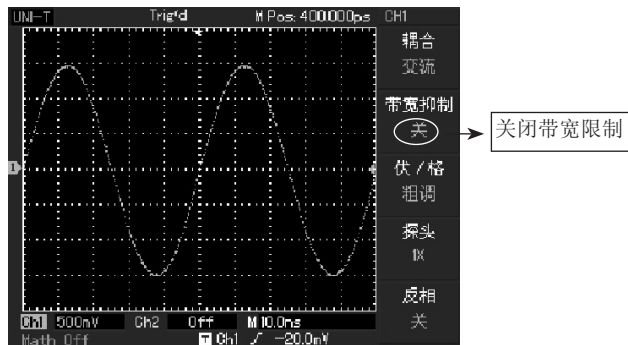 UNI-T Trig'd M Pos: 400.000ps CH1
耦合
交流
带宽抑制
关
关闭带宽限制
伏/格
粗调
探头
1X
反相
关
1
Ch1 500mV Ch2 Off M 10.0ns
Math Off T Ch1 -20.0mV